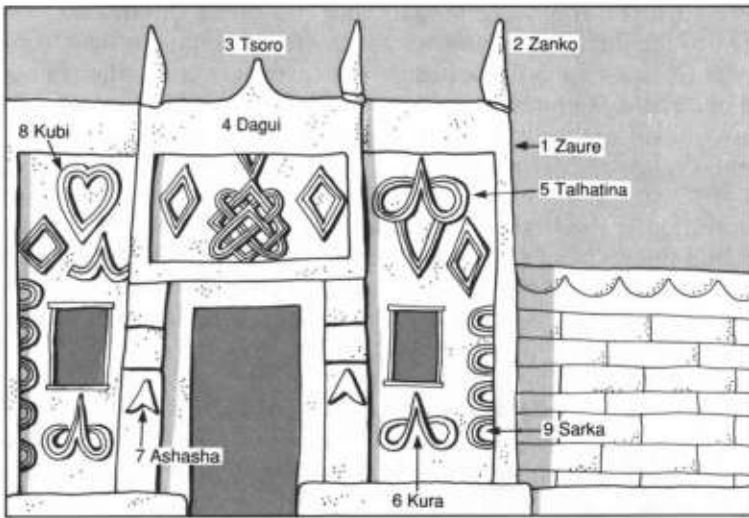 3 Tsoro
2 Zanko
4 Dagui
8 Kubi
1 Zaure
5 Talhatina
9 Sarka
7 Ashasha
6 Kura